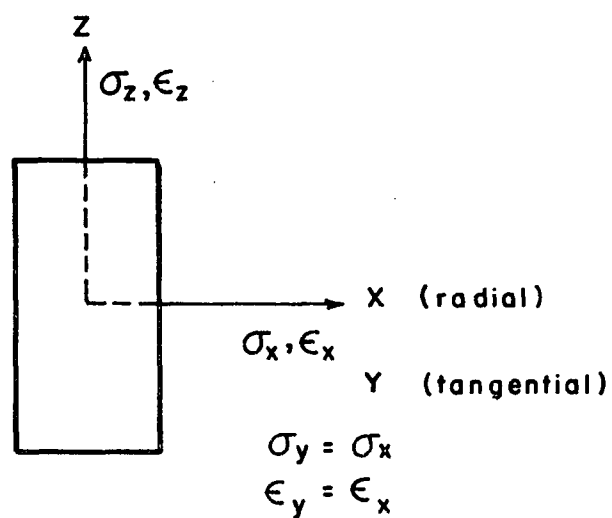 Z
σz, ϵz
X (radial)
σx, ϵx
Y (tangential)
σy = σx
ϵy = ϵx